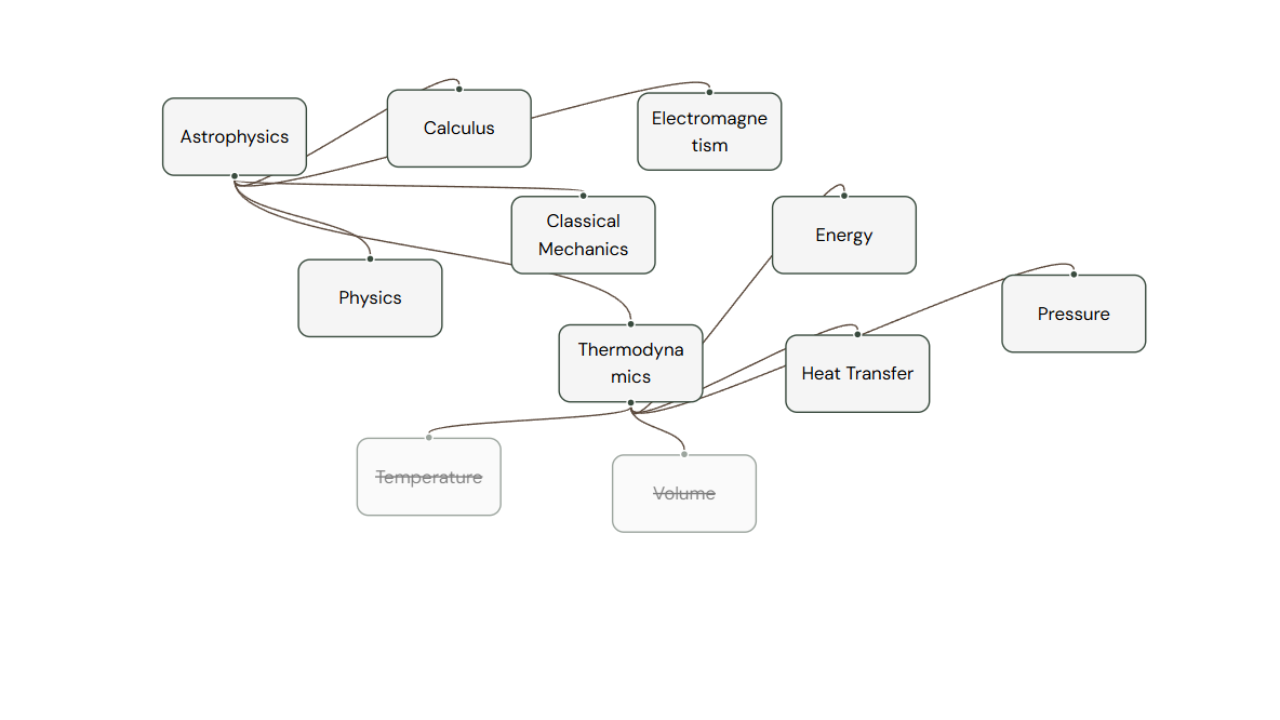 Astrophysics
Calculus
Electromagne
tism
Classical
Mechanics
Energy
Physics
Pressure
Thermodyna
mics
Heat Transfer
Temperature
Volume